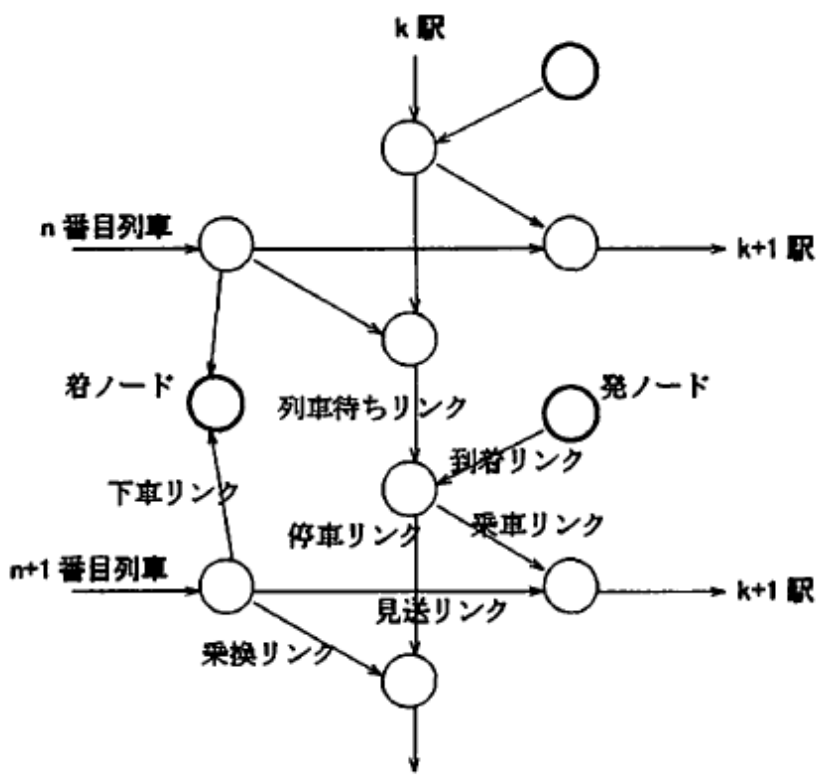 k 駅
n 番目列車
k+1 駅
着ノード
発ノード
列車待ちリンク
到着リンク
下車リンク
停車リンク
乗車リンク
n+1 番目列車
k+1 駅
見送リンク
乗換リンク